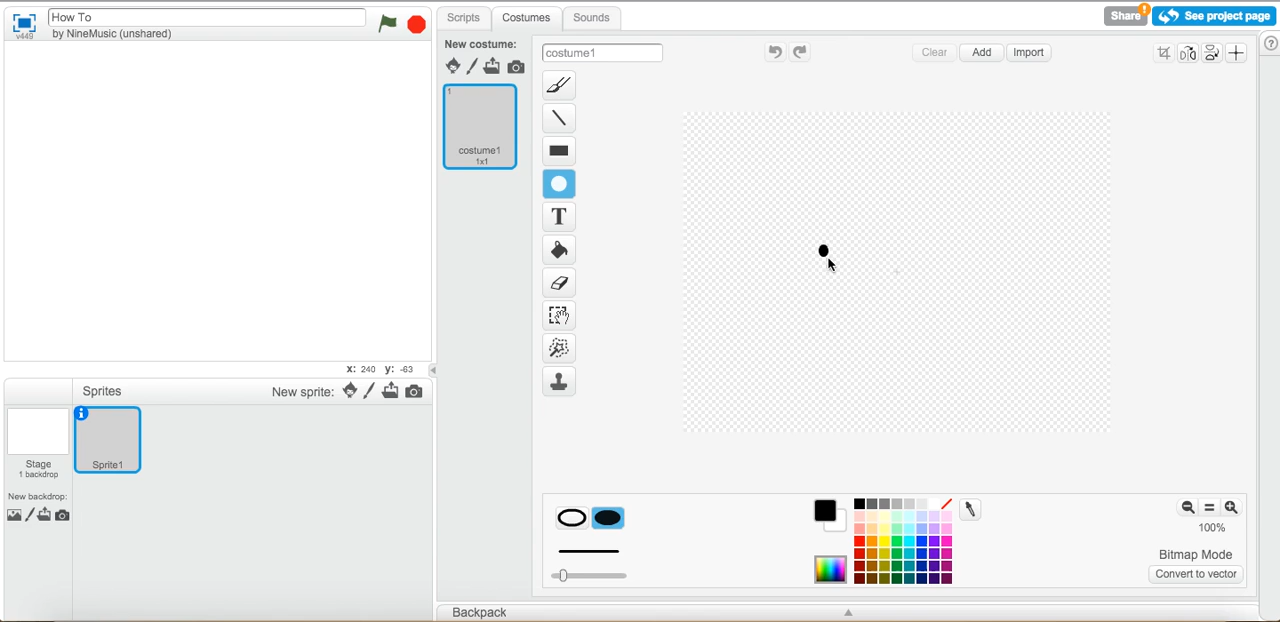 How To
by NineMusic (unshared)
v449
Scripts
Costumes
Sounds
Share
!
See project page
New costume:
costume1
Clear
Add
Import
?
1
costume1
1x1
T
x: 240 y: -63
Sprites
New sprite:
Stage
1 backdrop
New backdrop:
i
Sprite1
100%
Bitmap Mode
Convert to vector
Backpack